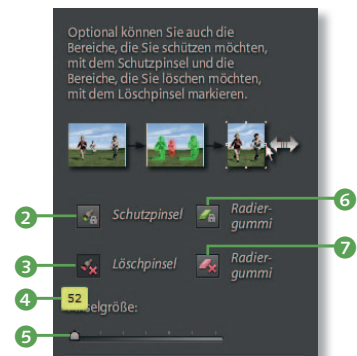 Optional können Sie auch die
Bereiche, die Sie schützen möchten,
mit dem Schutzpinsel und die
Bereiche, die Sie löschen möchten,
mit dem Löschpinsel markieren.
6
2 Schutzpinsel Radier-
gummi
7
3 Löschpinsel Radier-
gummi
4 52
selgröße:
5